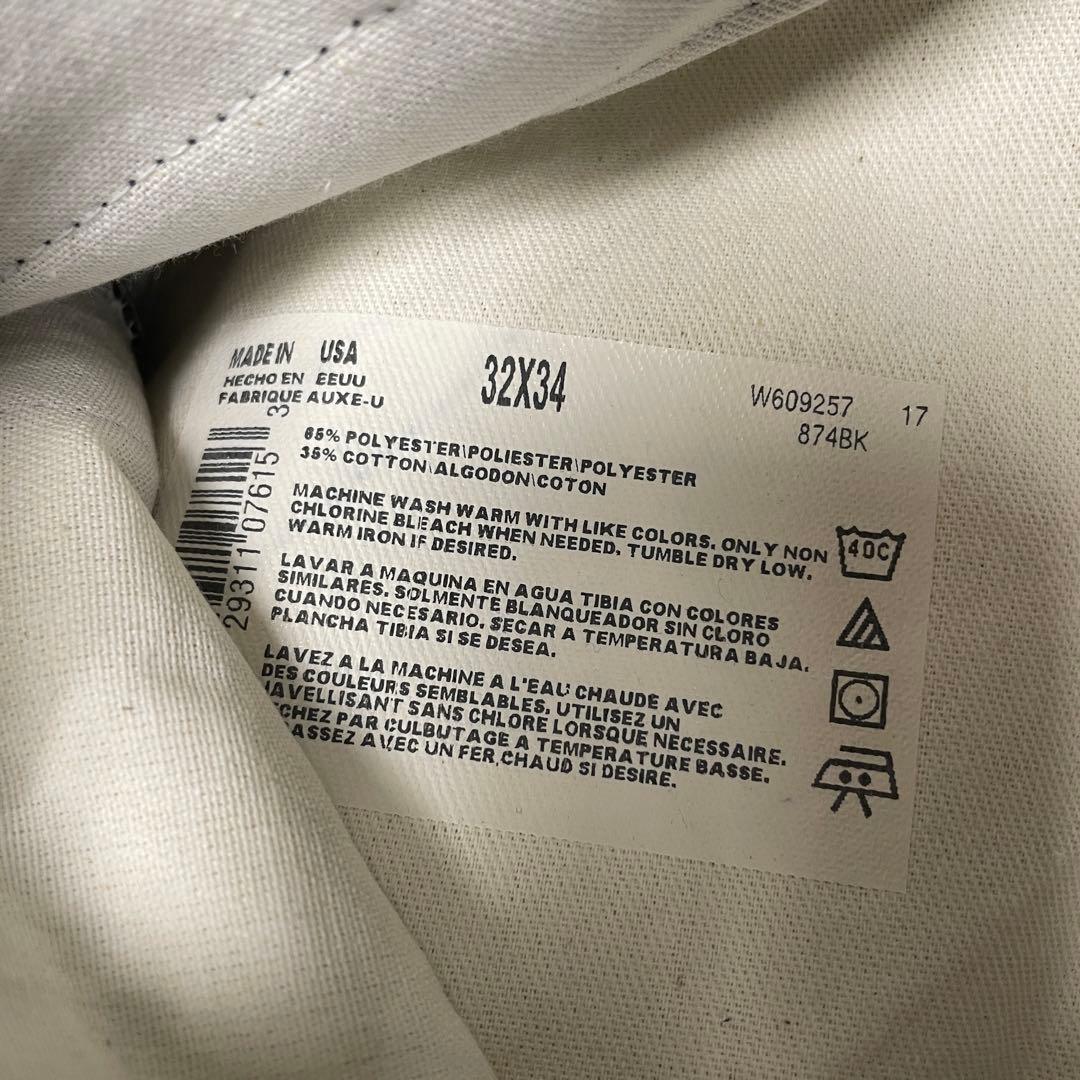 MADE IN USA
HECHO EN EEUU
FABRIQUE AUX E-U
32X34
W609257 17
874BK
65% POLYESTER\POLIESTER\POLYESTER
35% COTTON\ALGODON\COTON
MACHINE WASH WARM WITH LIKE COLORS. ONLY NON
CHLORINE BLEACH WHEN NEEDED. TUMBLE DRY LOW.
WARM IRON IF DESIRED.
LAVAR A MAQUINA EN AGUA TIBIA CON COLORES
SIMILARES. SOLMENTE BLANQUEADOR SIN CLORO
CUANDO NECESARIO. SECAR A TEMPERATURA BAJA.
PLANCHA TIBIA SI SE DESEA.
LAVEZ A LA MACHINE A L'EAU CHAUDE AVEC
DES COULEURS SEMBLABLES. UTILISEZ UN
JAVELLISANT SANS CHLORE LORSQUE NECESSAIRE.
CHEZ PAR CULBUTAGE A TEMPERATURE BASSE.
ASSEZ AVEC UN FER CHAUD SI DESIRE.
29311 07615 3
40C